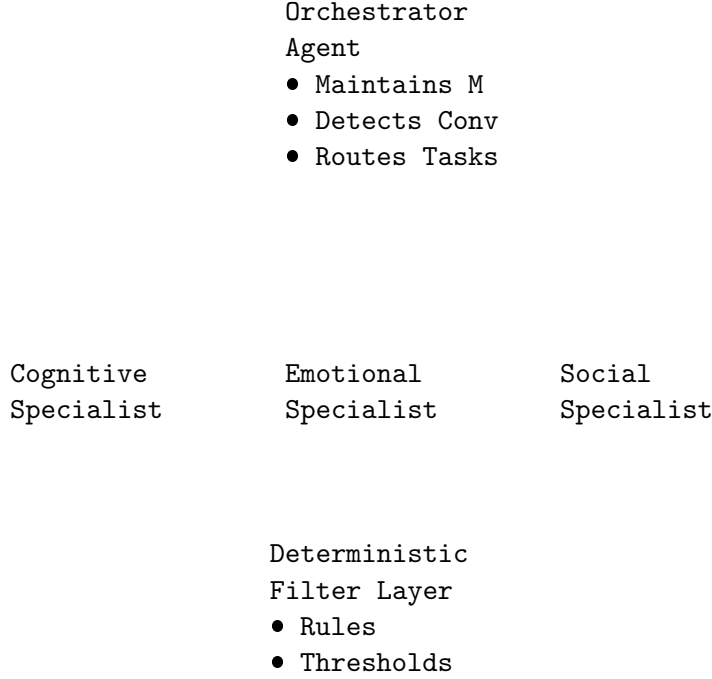 Orchestrator
Agent
• Maintains M
• Detects Conv
• Routes Tasks
Cognitive Emotional Social
Specialist Specialist Specialist
Deterministic
Filter Layer
• Rules
• Thresholds